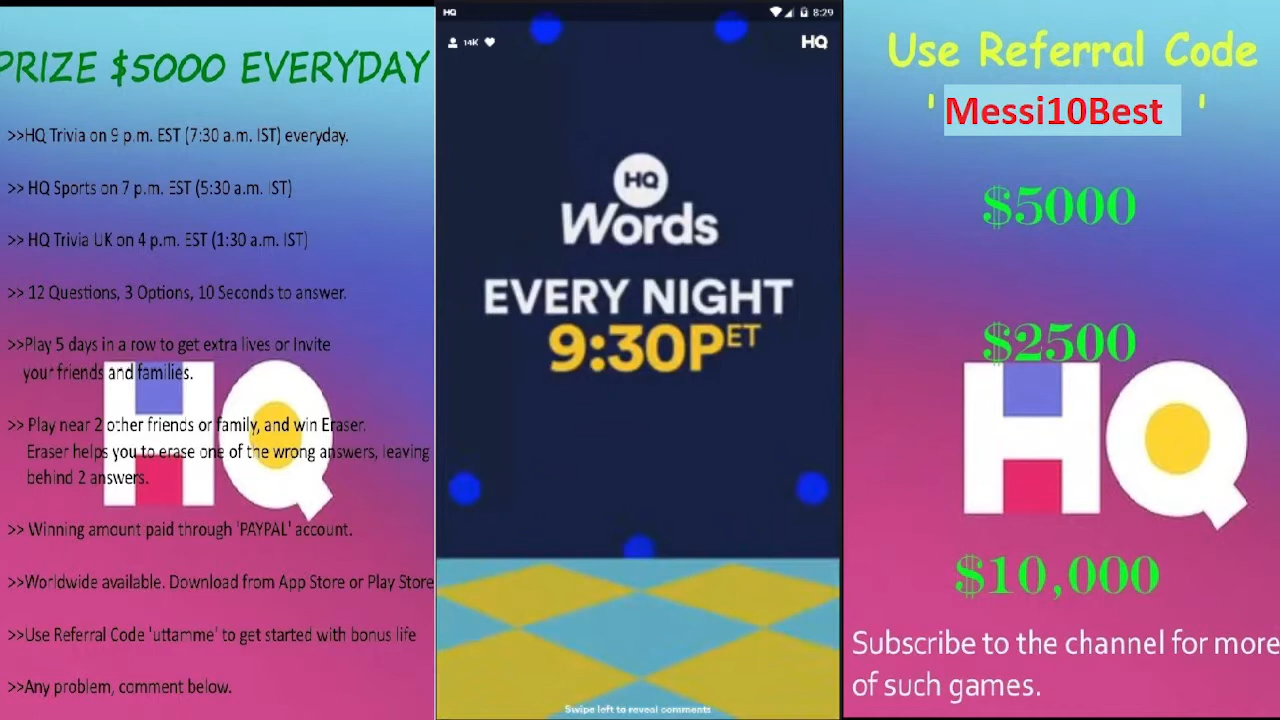 PRIZE $5000 EVERYDAY
>>HQ Trivia on 9 p.m. EST (7:30 a.m. IST) everyday.
>> HQ Sports on 7 p.m. EST (5:30 a.m. IST)
>> HQ Trivia UK on 4 p.m. EST (1:30 a.m. IST)
>> 12 Questions, 3 Options, 10 Seconds to answer.
>>Play 5 days in a row to get extra lives or Invite
your friends and families.
>> Play near 2 other friends or family, and win Eraser.
Eraser helps you to erase one of the wrong answers, leaving
behind 2 answers.
>> Winning amount paid through 'PAYPAL' account.
>>Worldwide available. Download from App Store or Play Store
>>Use Referral Code 'uttamme' to get started with bonus life
>>Any problem, comment below.
HQ
HQ
8:29
14K
HQ
HQ
Words
EVERY NIGHT
9:30P ET
Swipe left to reveal comments
Use Referral Code
' Messi10Best '
$5000
$2500
HQ
$10,000
Subscribe to the channel for more
of such games.